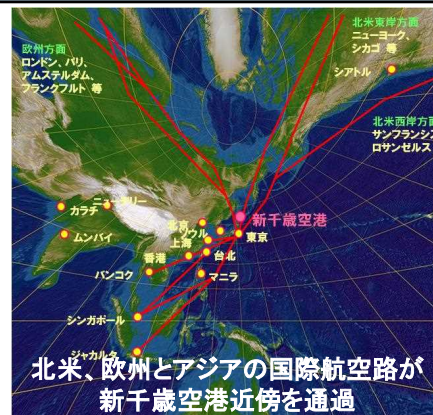 欧州方面
ロンドン、パリ、
アムステルダム、
フランクフルト 等
北米東岸方面
ニューヨーク、
シカゴ 等
シアトル
北米西岸方面
サンフランシス
ロサンゼルス
カラチ
ニューデリー
ムンバイ
北京
ソウル
上海
香港
台北
東京
新千歳空港
バンコク
マニラ
シンガポール
ジャカルタ
北米、欧州とアジアの国際航空路が
新千歳空港近傍を通過